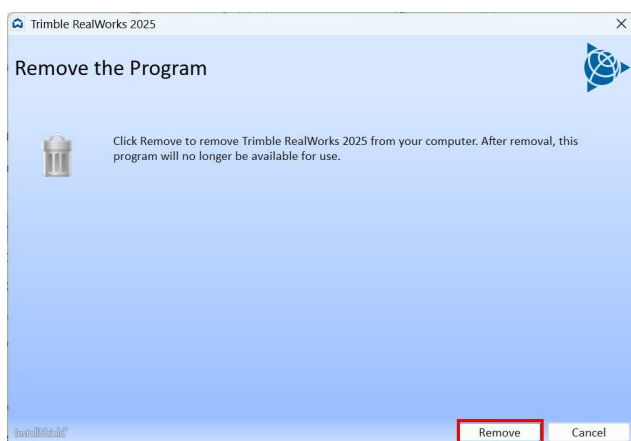 Trimble RealWorks 2025
Remove the Program
Click Remove to remove Trimble RealWorks 2025 from your computer. After removal, this
program will no longer be available for use.
InstallShield
Remove Cancel